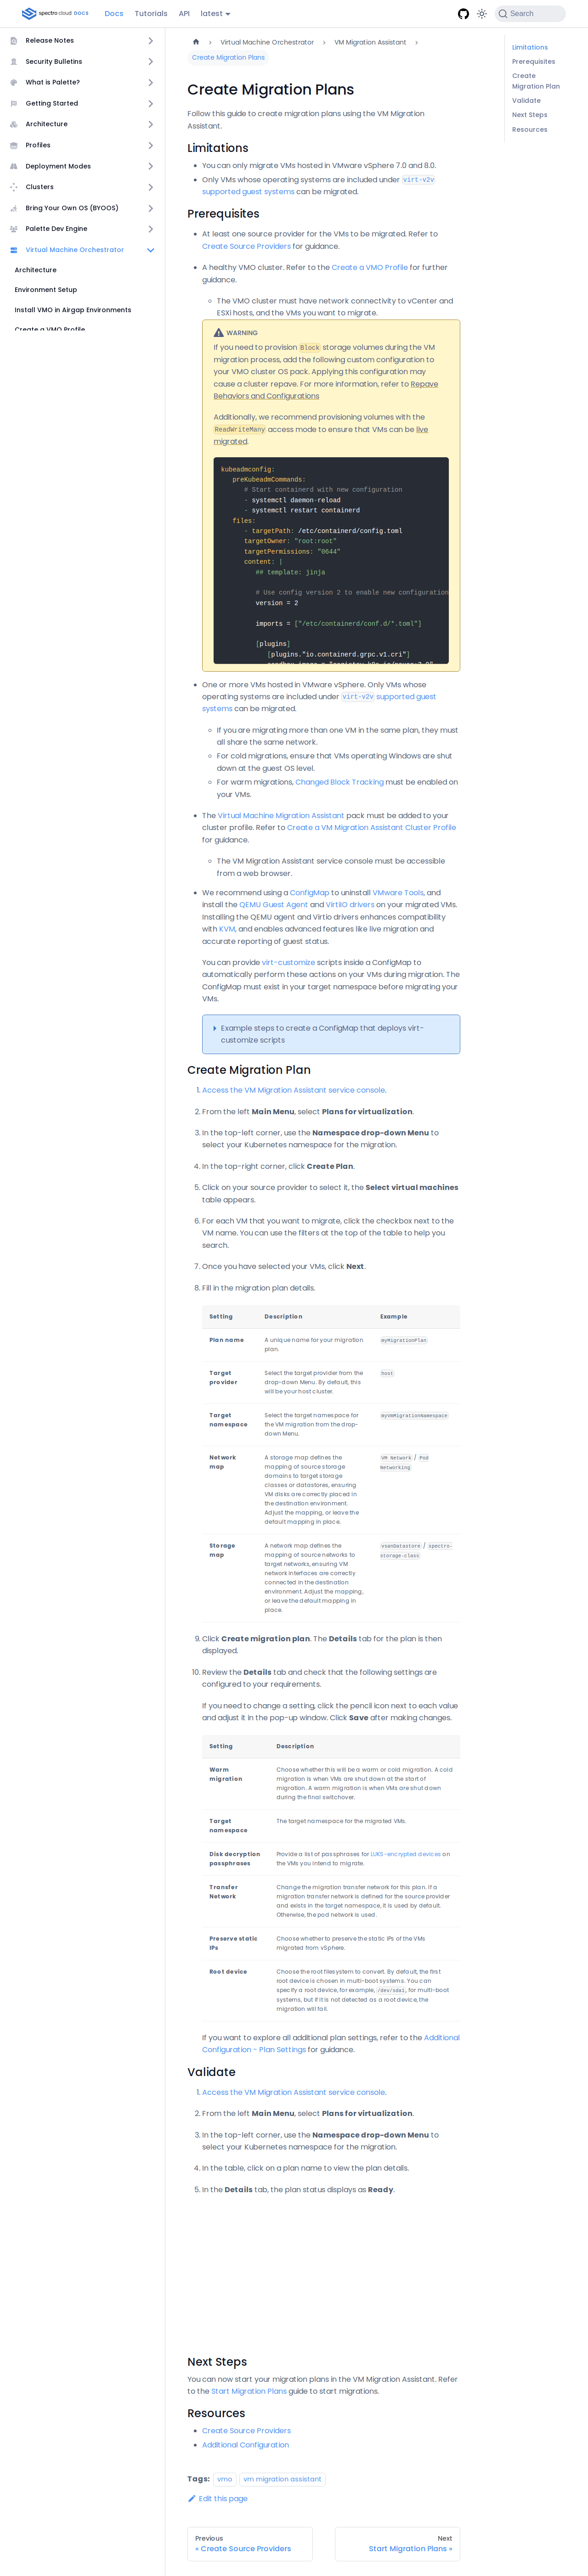 spectro cloud DOCS
Docs
Tutorials
API
latest
Search
Release Notes
Security Bulletins
What is Palette?
Getting Started
Architecture
Profiles
Deployment Modes
Clusters
Bring Your Own OS (BYOOS)
Palette Dev Engine
Virtual Machine Orchestrator
Architecture
Environment Setup
Install VMO in Airgap Environments
Create a VMO Profile
Virtual Machine Orchestrator
VM Migration Assistant
Create Migration Plans
Limitations
Prerequisites
Create
Migration Plan
Validate
Next Steps
Resources
Create Migration Plans
Follow this guide to create migration plans using the VM Migration
Assistant.
Limitations
You can only migrate VMs hosted in VMware vSphere 7.0 and 8.0.
Only VMs whose operating systems are included under virt-v2v
supported guest systems can be migrated.
Prerequisites
At least one source provider for the VMs to be migrated. Refer to
Create Source Providers for guidance.
A healthy VMO cluster. Refer to the Create a VMO Profile for further
guidance.
The VMO cluster must have network connectivity to vCenter and
ESXi hosts, and the VMs you want to migrate.
WARNING
If you need to provision Block storage volumes during the VM
migration process, add the following custom configuration to
your VMO cluster OS pack. Applying this configuration may
cause a cluster repave. For more information, refer to Repave
Behaviors and Configurations
Additionally, we recommend provisioning volumes with the
ReadWriteMany access mode to ensure that VMs can be live
migrated.
kubeadmconfig:
preKubeadmCommands:
# Start containerd with new configuration
- systemctl daemon-reload
- systemctl restart containerd
files:
- targetPath: /etc/containerd/config.toml
targetOwner: "root:root"
targetPermissions: "0644"
content: |
## template: jinja
# Use config version 2 to enable new configuration
version = 2
imports = ["/etc/containerd/conf.d/*.toml"]
[plugins]
[plugins."io.containerd.grpc.v1.cri"]
One or more VMs hosted in VMware vSphere. Only VMs whose
operating systems are included under virt-v2v supported guest
systems can be migrated.
If you are migrating more than one VM in the same plan, they must
all share the same network.
For cold migrations, ensure that VMs operating Windows are shut
down at the guest OS level.
For warm migrations, Changed Block Tracking must be enabled on
your VMs.
The Virtual Machine Migration Assistant pack must be added to your
cluster profile. Refer to Create a VM Migration Assistant Cluster Profile
for guidance.
The VM Migration Assistant service console must be accessible
from a web browser.
We recommend using a ConfigMap to uninstall VMware Tools, and
install the QEMU Guest Agent and VirtIO drivers on your migrated VMs.
Installing the QEMU agent and Virtio drivers enhances compatibility
with KVM, and enables advanced features like live migration and
accurate reporting of guest status.
You can provide virt-customize scripts inside a ConfigMap to
automatically perform these actions on your VMs during migration. The
ConfigMap must exist in your target namespace before migrating your
VMs.
Example steps to create a ConfigMap that deploys virt-
customize scripts
Create Migration Plan
1. Access the VM Migration Assistant service console.
2. From the left Main Menu, select Plans for virtualization.
3. In the top-left corner, use the Namespace drop-down Menu to
select your Kubernetes namespace for the migration.
4. In the top-right corner, click Create Plan.
5. Click on your source provider to select it, the Select virtual machines
table appears.
6. For each VM that you want to migrate, click the checkbox next to the
VM name. You can use the filters at the top of the table to help you
search.
7. Once you have selected your VMs, click Next.
8. Fill in the migration plan details.
Setting Description Example
Plan name A unique name for your migration plan. myMigrationPlan
Target provider Select the target provider from the drop-down Menu. By default, this will be your host cluster. host
Target namespace Select the target namespace for the VM migration from the drop-down Menu. myVmMigrationNamespace
Network map A storage map defines the mapping of source storage domains to target storage classes or datastores, ensuring VM disks are correctly placed in the destination environment. Adjust the mapping, or leave the default mapping in place. VM Network / Pod Networking
Storage map A network map defines the mapping of source networks to target networks, ensuring VM network interfaces are correctly connected in the destination environment. Adjust the mapping, or leave the default mapping in place. vsanDatastore / spectro-storage-class
9. Click Create migration plan. The Details tab for the plan is then
displayed.
10. Review the Details tab and check that the following settings are
configured to your requirements.
If you need to change a setting, click the pencil icon next to each value
and adjust it in the pop-up window. Click Save after making changes.
Setting Description
Warm migration Choose whether this will be a warm or cold migration. A cold migration is when VMs are shut down at the start of migration. A warm migration is when VMs are shut down during the final switchover.
Target namespace The target namespace for the migrated VMs.
Disk decryption passphrases Provide a list of passphrases for LUKS-encrypted devices on the VMs you intend to migrate.
Transfer Network Change the migration transfer network for this plan. If a migration transfer network is defined for the source provider and exists in the target namespace, it is used by default. Otherwise, the pod network is used.
Preserve static IPs Choose whether to preserve the static IPs of the VMs migrated from vSphere.
Root device Choose the root filesystem to convert. By default, the first root device is chosen in multi-boot systems. You can specify a root device, for example, /dev/sda1, for multi-boot systems, but if it is not detected as a root device, the migration will fail.
If you want to explore all additional plan settings, refer to the Additional
Configuration - Plan Settings for guidance.
Validate
1. Access the VM Migration Assistant service console.
2. From the left Main Menu, select Plans for virtualization.
3. In the top-left corner, use the Namespace drop-down Menu to
select your Kubernetes namespace for the migration.
4. In the table, click on a plan name to view the plan details.
5. In the Details tab, the plan status displays as Ready.
Next Steps
You can now start your migration plans in the VM Migration Assistant. Refer
to the Start Migration Plans guide to start migrations.
Resources
Create Source Providers
Additional Configuration
Tags: vmo vm migration assistant
Edit this page
Previous
« Create Source Providers
Next
Start Migration Plans »